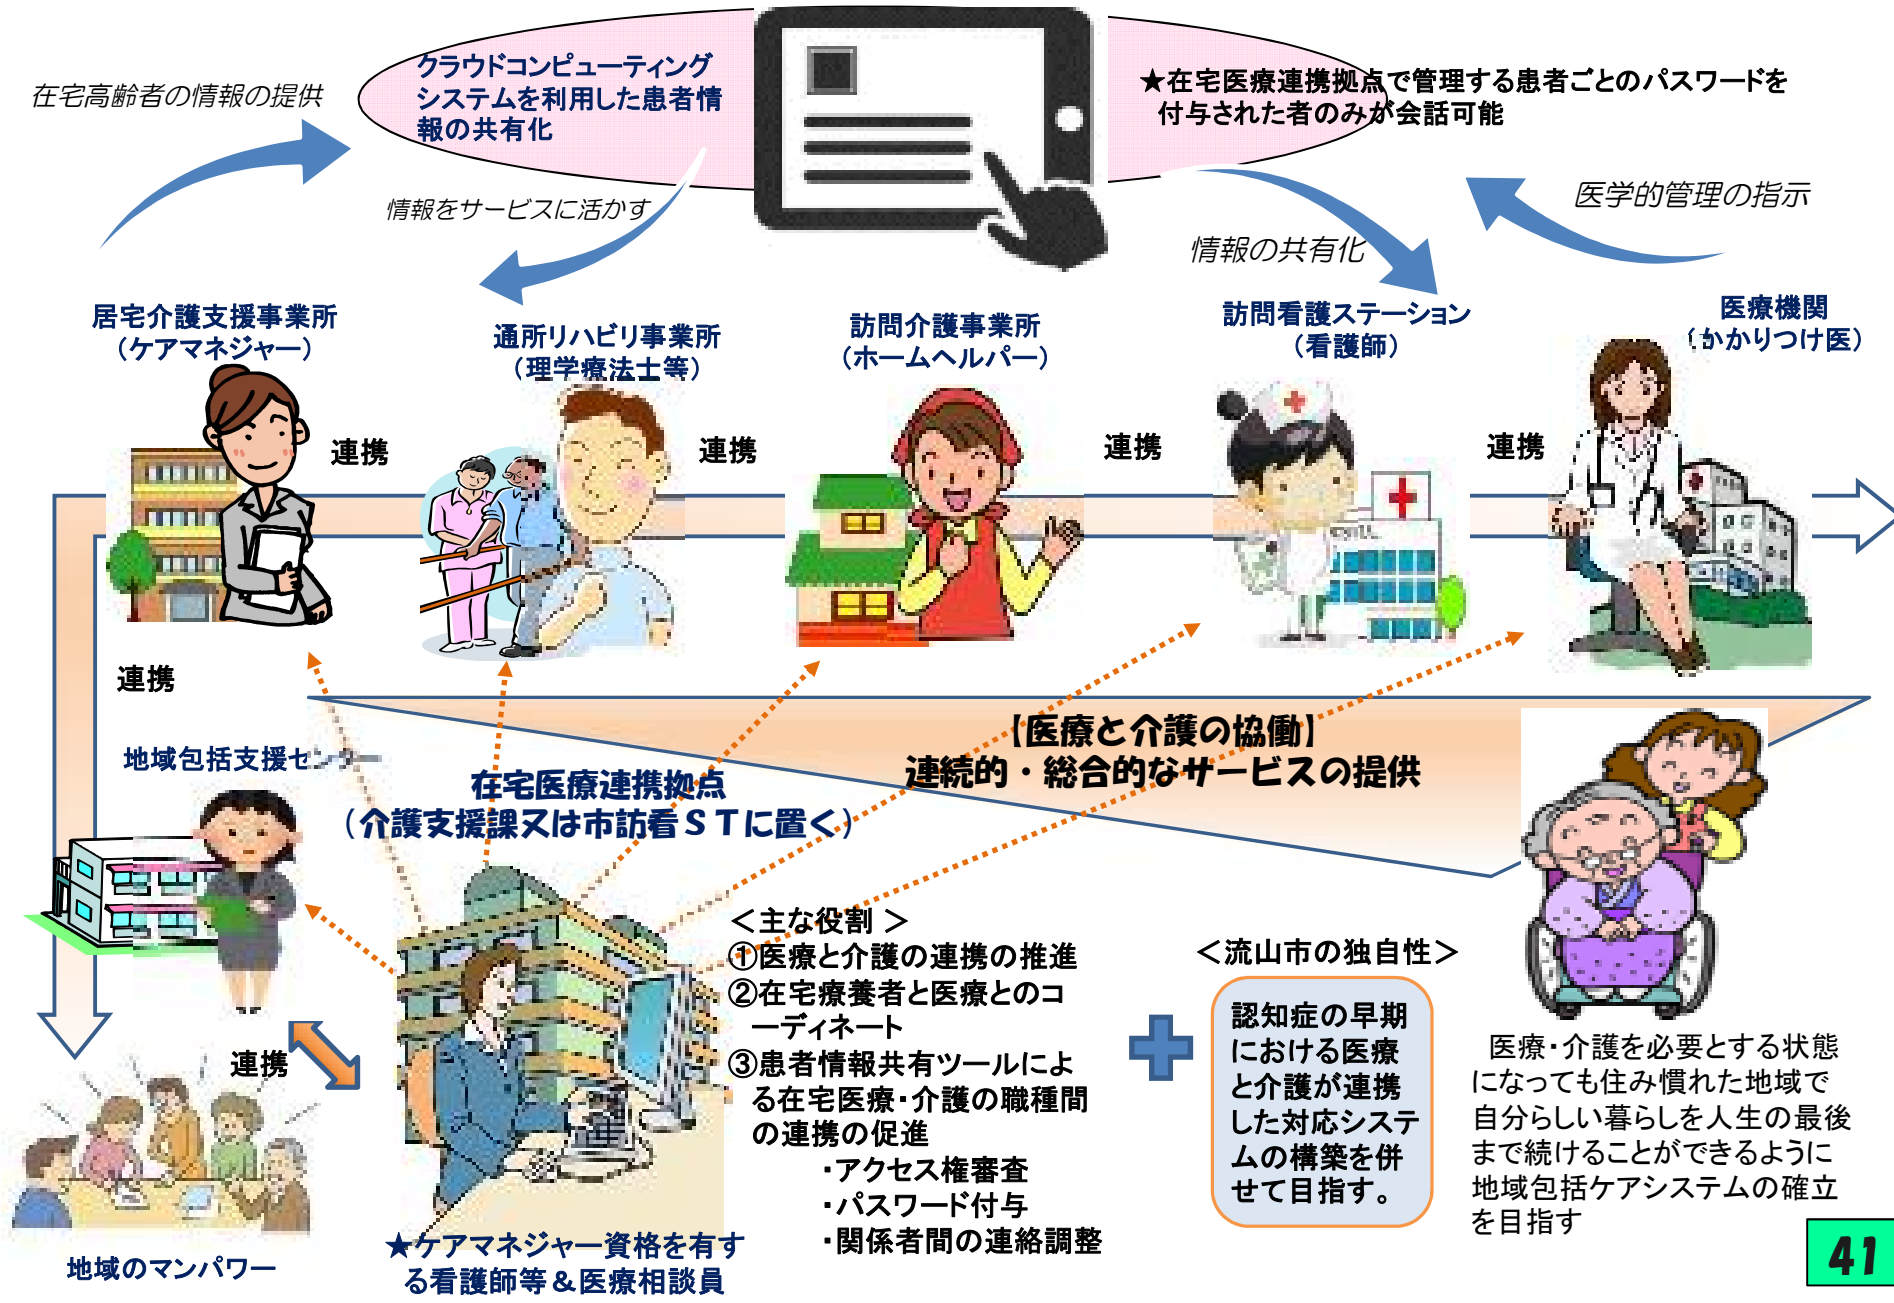 在宅高齢者の情報の提供
クラウドコンピューティング
システムを利用した患者情
報の共有化
★在宅医療連携拠点で管理する患者ごとのパスワードを
付与された者のみが会話可能
情報をサービスに活かす
情報の共有化
医学的管理の指示
居宅介護支援事業所
（ケアマネジャー）
通所リハビリ事業所
（理学療法士等）
訪問介護事業所
（ホームヘルパー）
訪問看護ステーション
（看護師）
医療機関
（かかりつけ医）
連携
連携
連携
連携
連携
【医療と介護の協働】
連続的・総合的なサービスの提供
地域包括支援センター
在宅医療連携拠点
（介護支援課又は市訪看ＳＴに置く）
＜主な役割 ＞
①医療と介護の連携の推進
②在宅療養者と医療とのコ
ーディネート
③患者情報共有ツールによ
る在宅医療・介護の職種間
の連携の促進
・アクセス権審査
・パスワード付与
・関係者間の連絡調整
＜流山市の独自性＞
認知症の早期
における医療
と介護が連携
した対応システ
ムの構築を併
せて目指す。
医療・介護を必要とする状態
になっても住み慣れた地域で
自分らしい暮らしを人生の最後
まで続けることができるように
地域包括ケアシステムの確立
を目指す
連携
地域のマンパワー
★ケアマネジャー資格を有す
る看護師等＆医療相談員
41